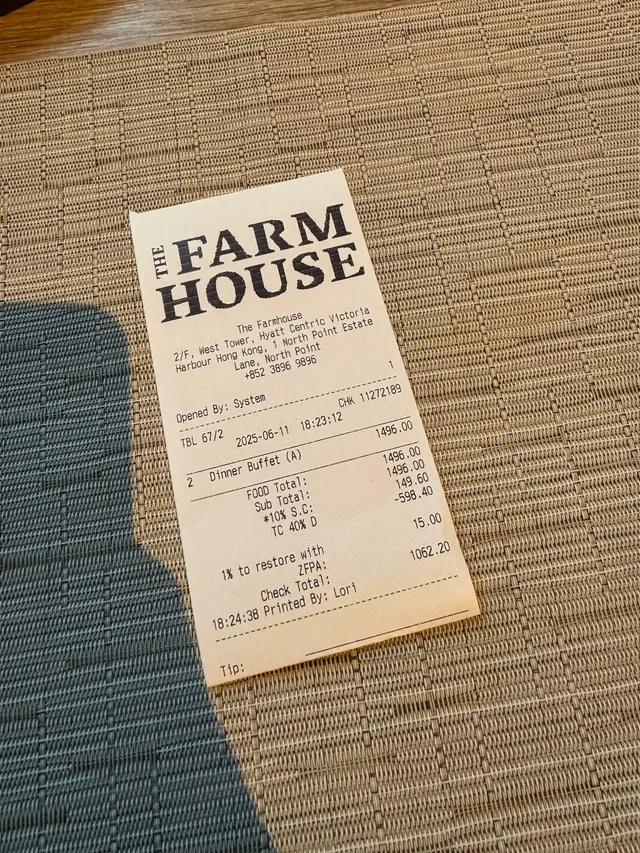 THE FARM
HOUSE
The Farmhouse
2/F, West Tower, Hyatt Centric Victoria
Harbour Hong Kong, 1 North Point Estate
Lane, North Point
+852 3896 9896
1
Opened By: System
TBL 67/2 2025-06-11 18:23:12 CHK 11272189
2 Dinner Buffet (A) 1496.00
FOOD Total: 1496.00
Sub Total: 1496.00
*10% S.C: 149.60
TC 40% D -598.40
1% to restore with 15.00
ZFPA:
Check Total: 1062.20
18:24:38 Printed By: Lori
Tip: